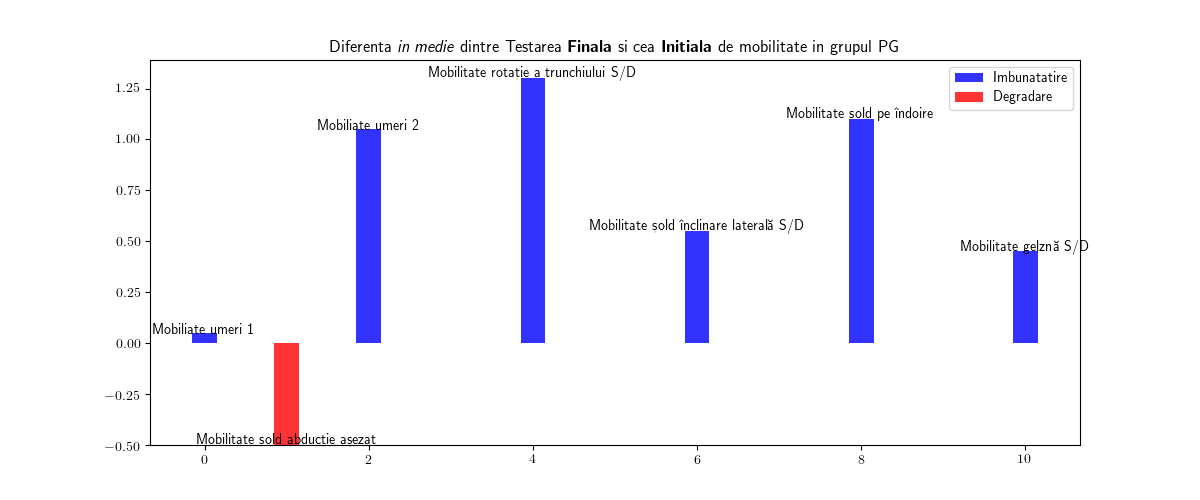 Diferenta in medie dintre Testarea Finala si cea Initiala de mobilitate in grupul PG
Imbunatatire
Degradare
Mobilitate rotație a trunchiului S/D
Mobilitate sold pe îndoire
Mobiliate umeri 2
Mobilitate sold înclinare laterală S/D
Mobilitate gelznă S/D
Mobiliate umeri 1
Mobilitate sold abductie asezat
1.25
1.00
0.75
0.50
0.25
0.00
−0.25
−0.50
0 2 4 6 8 10